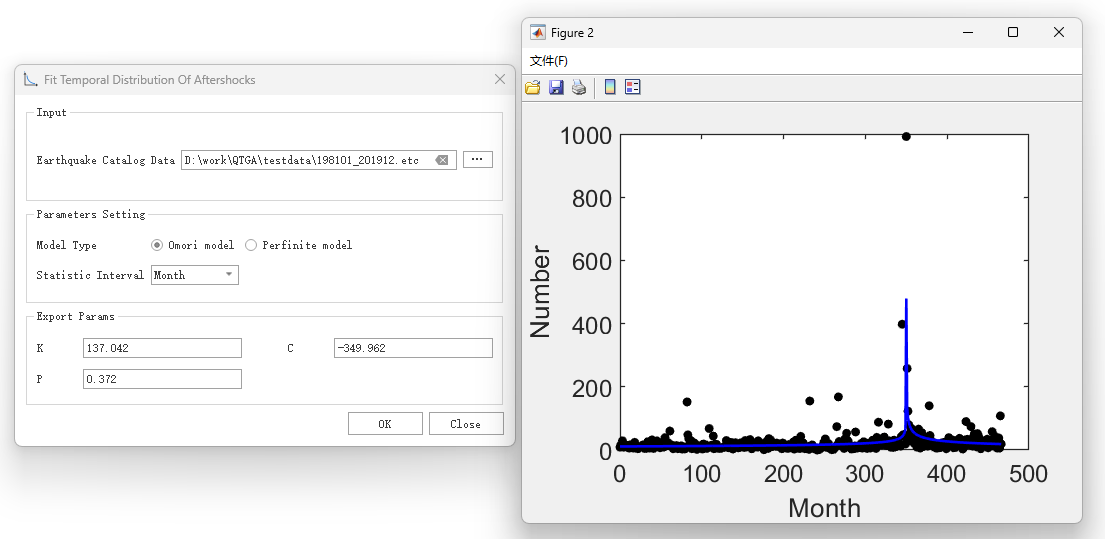 Fit Temporal Distribution Of Aftershocks
Input
Earthquake Catalog Data D:\work\QTGA\testdata\198101_201912.etc ...
Parameters Setting
Model Type Omori model Perfinite model
Statistic Interval Month
Export Params
K 137.042 C -349.962
P 0.372
OK Close
Figure 2
文件(F)
1000
800
600
400
200
0
Number
0 100 200 300 400 500
Month